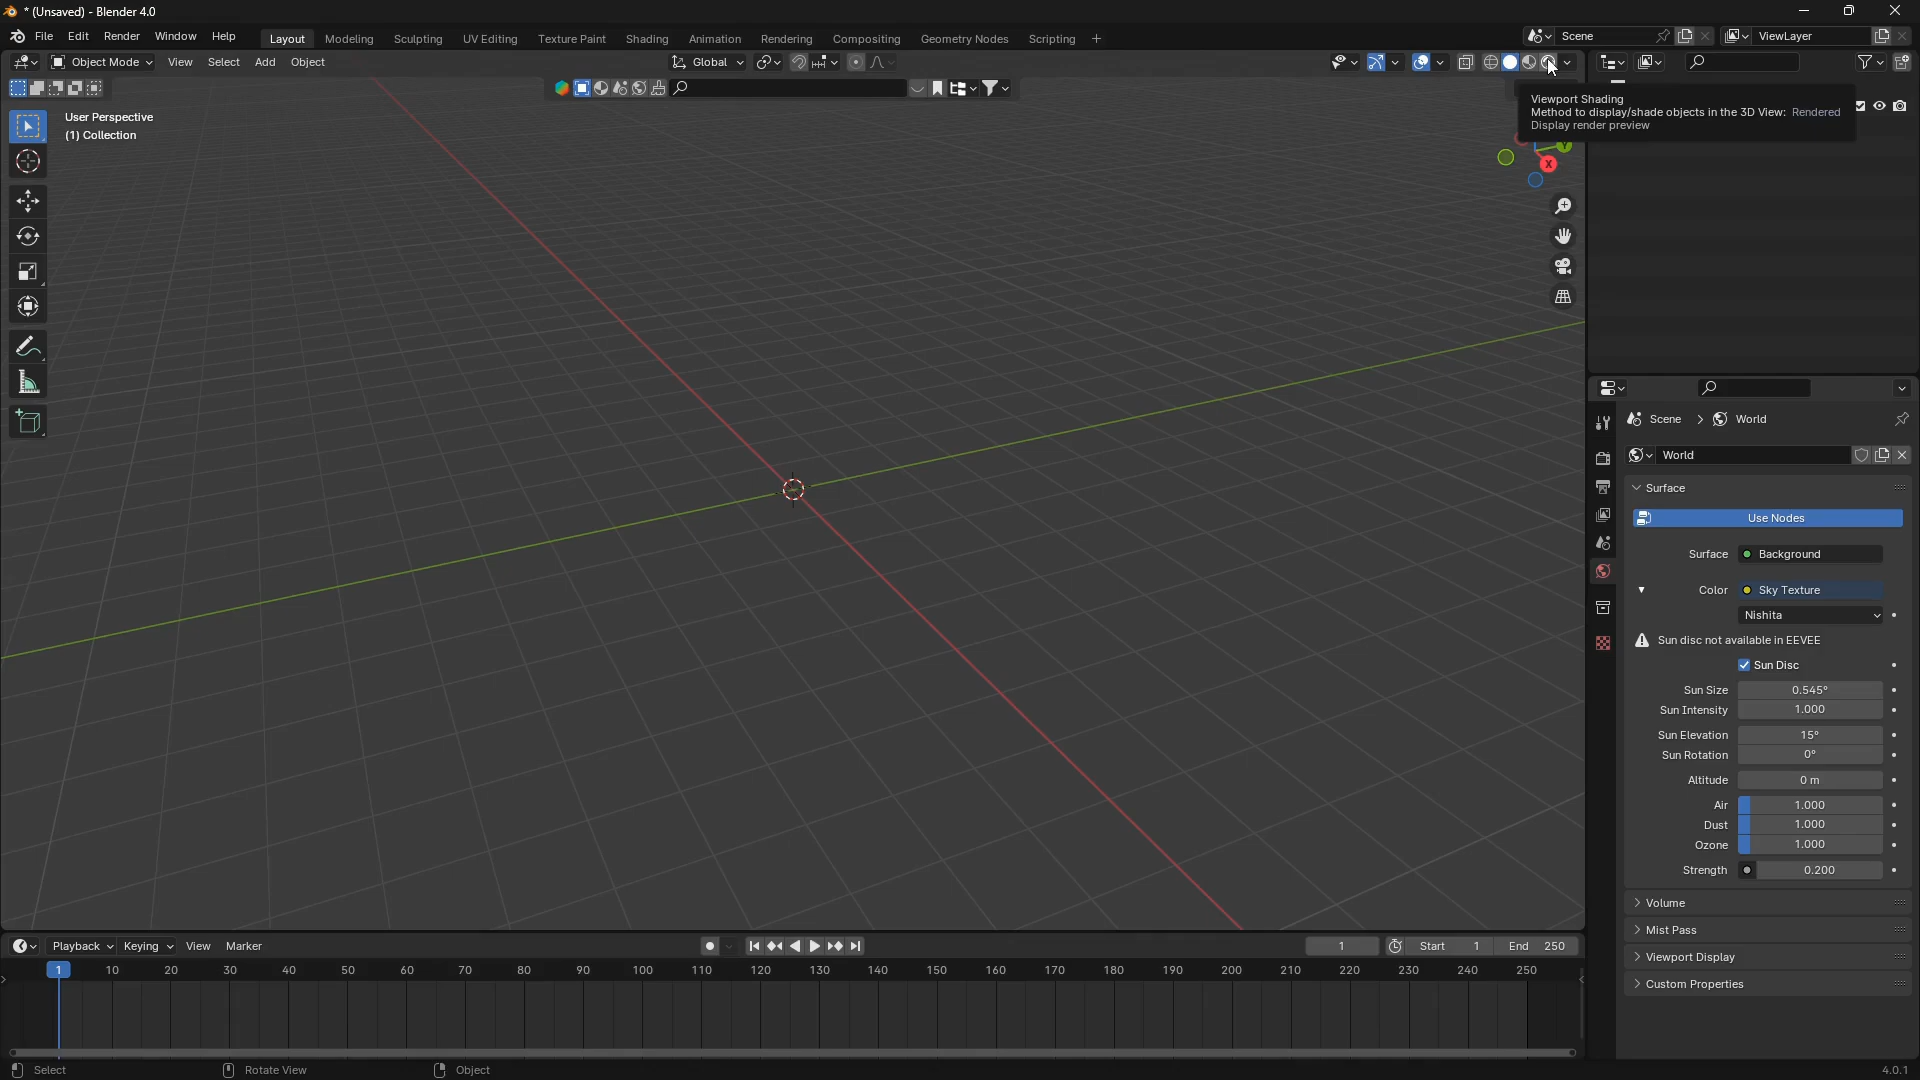 * (Unsaved) - Blender 4.0
File Edit Render Window Help Layout Modeling Sculpting UV Editing Texture Paint Shading Animation Rendering Compositing Geometry Nodes Scripting + Scene ViewLayer
Object Mode View Select Add Object Global
User Perspective
(1) Collection
Viewport Shading
Method to display/shade objects in the 3D View: Rendered
Display render preview
Y
X
Scene > World
World
Surface
Use Nodes
Surface Background
Color Sky Texture
Nishita
Sun disc not available in EEVEE
Sun Disc
Sun Size 0.545°
Sun Intensity 1.000
Sun Elevation 15°
Sun Rotation 0°
Altitude 0 m
Air 1.000
Dust 1.000
Ozone 1.000
Strength 0.200
Volume
Mist Pass
Viewport Display
Custom Properties
Playback Keying View Marker 1 Start 1 End 250
1 10 20 30 40 50 60 70 80 90 100 110 120 130 140 150 160 170 180 190 200 210 220 230 240 250
Select Rotate View Object 4.0.1